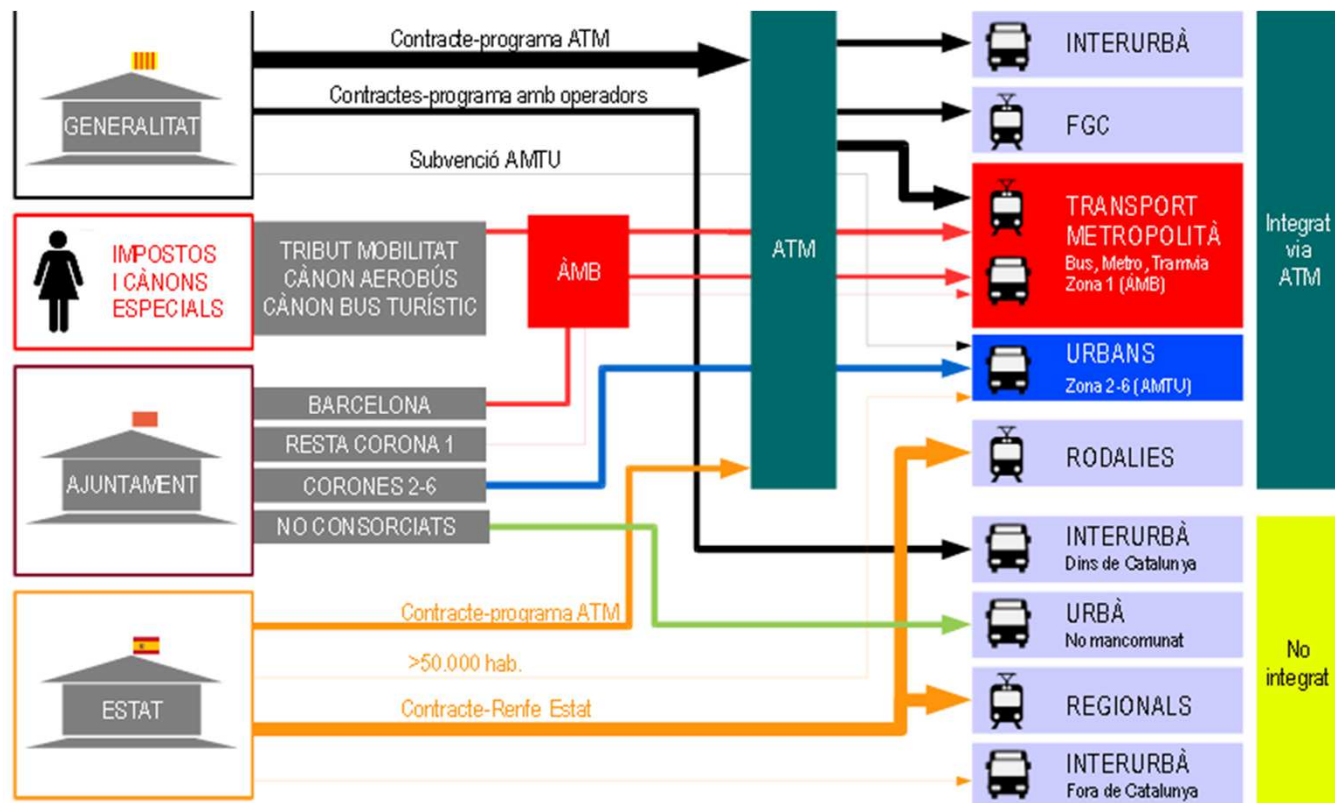 Contracte-programa ATM
Contractes-programa amb operadors
GENERALITAT
Subvenció AMTU
IMPOSTOS
I CÀNONS
ESPECIALS
TRIBUT MOBILITAT
CÀNON AEROBÚS
CÀNON BUS TURÍSTIC
ÀMB
AJUNTAMENT
BARCELONA
RESTA CORONA 1
CORONES 2-6
NO CONSORCIATS
ESTAT
Contracte-programa ATM
>50.000 hab.
Contracte-Renfe Estat
ATM
INTERURBÀ
FGC
TRANSPORT
METROPOLITÀ
Bus, Metro, Tramvia
Zona 1 (ÀMB)
URBANS
Zona 2-6 (AMTU)
RODALIES
INTERURBÀ
Dins de Catalunya
URBÀ
No mancomunat
REGIONALS
INTERURBÀ
Fora de Catalunya
Integrat
via
ATM
No
integrat